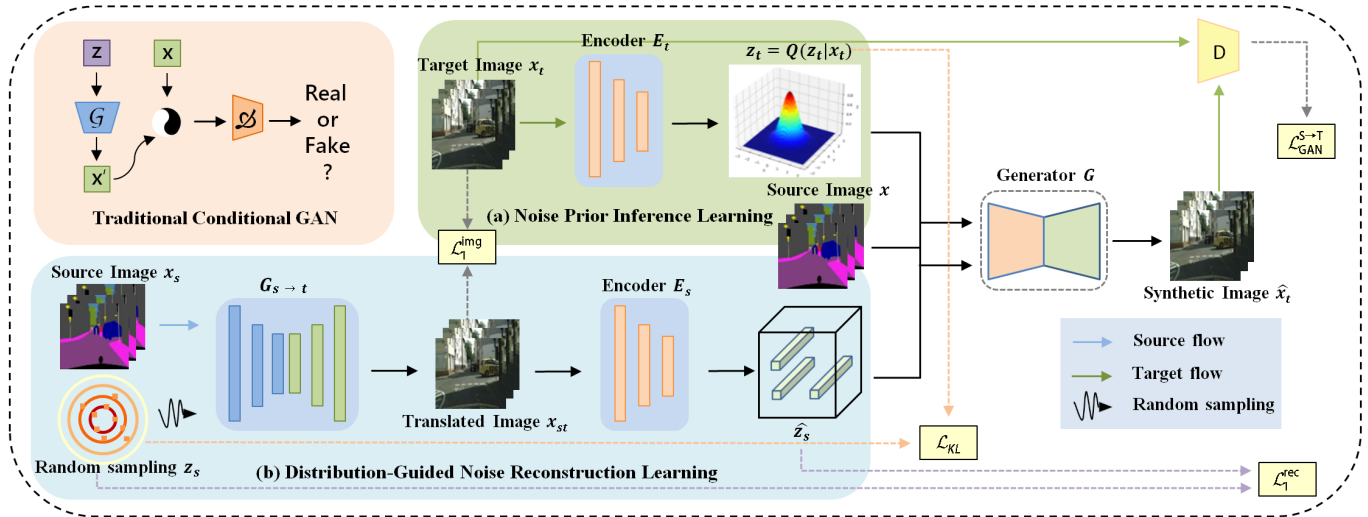 Z
X
G
X'
D
Real
or
Fake
?
Traditional Conditional GAN
Target Image x_t
Encoder E_t
z_t = Q(z_t|x_t)
(a) Noise Prior Inference Learning
Source Image x
L_1^img
Source Image x_s
G_{s→t}
Translated Image x_st
Encoder E_s
ẑ_s
Random sampling z_s
(b) Distribution-Guided Noise Reconstruction Learning
Generator G
Synthetic Image x̂_t
D
L_GAN^{S→T}
Source flow
Target flow
Random sampling
L_KL
L_1^rec